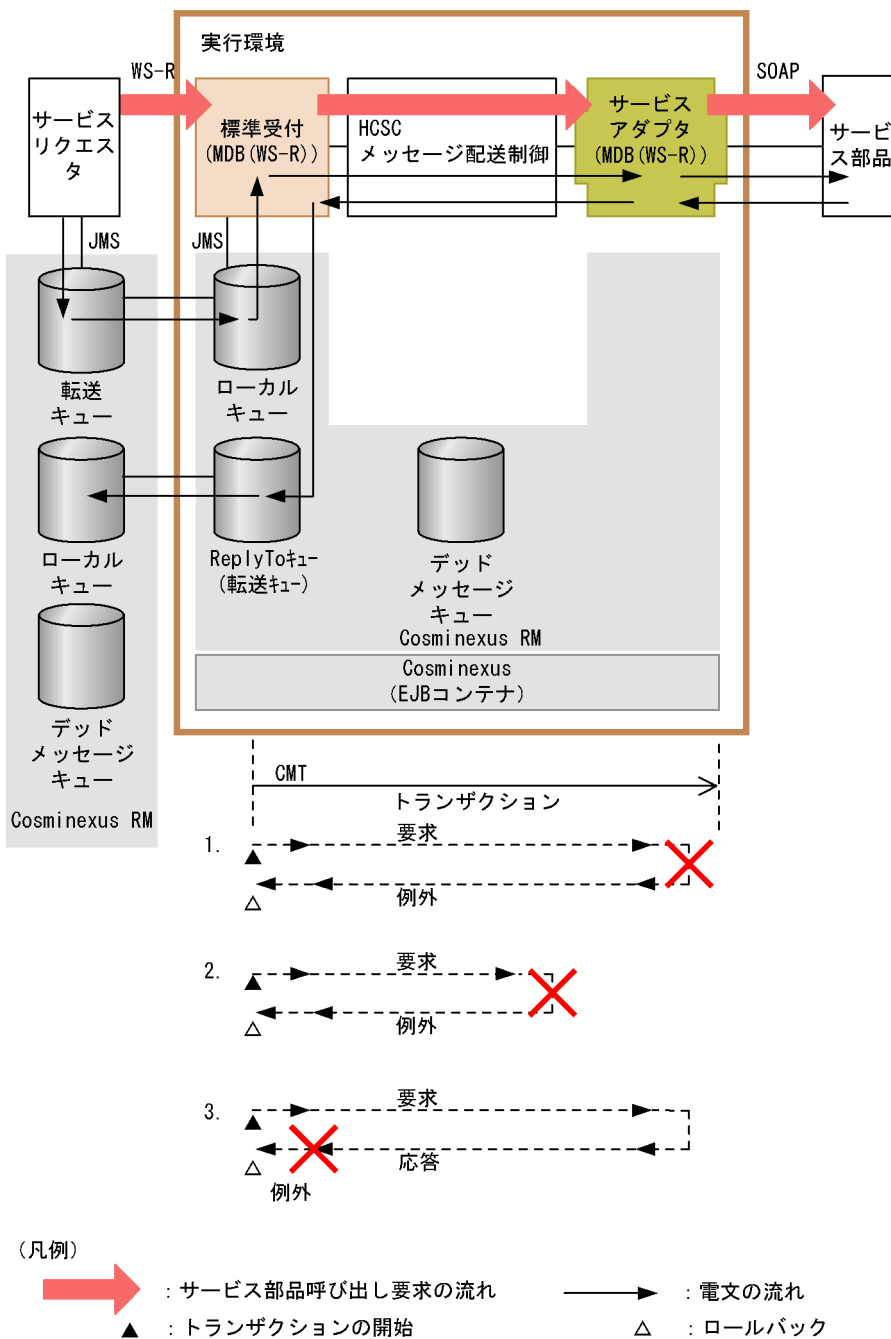 実行環境
WS-R
SOAP
サービス
リクエス
タ
標準受付
(MDB(WS-R))
HCSC
メッセージ配送制御
サービス
アダプタ
(MDB(WS-R))
サービ
ス部品
JMS
JMS
転送
キュー
ローカル
キュー
ローカル
キュー
ReplyToキュー
(転送キュー)
デッド
メッセージ
キュー
Cosminexus RM
Cosminexus
(EJBコンテナ)
デッド
メッセージ
キュー
Cosminexus RM
CMT
トランザクション
1.
要求
例外
2.
要求
例外
3.
要求
応答
例外
(凡例)
：サービス部品呼び出し要求の流れ
：電文の流れ
▲ ：トランザクションの開始
△ ：ロールバック